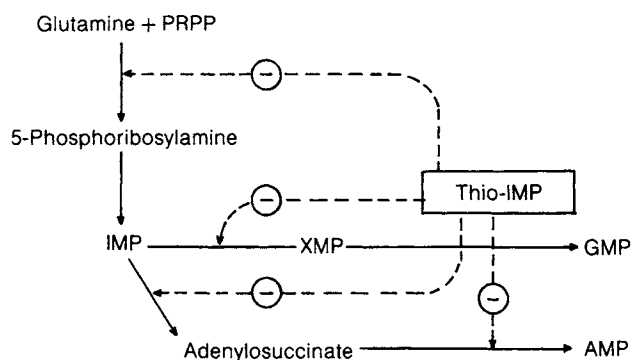 Glutamine + PRPP
−
5-Phosphoribosylamine
Thio-IMP
−
IMP XMP GMP
−
−
Adenylosuccinate AMP